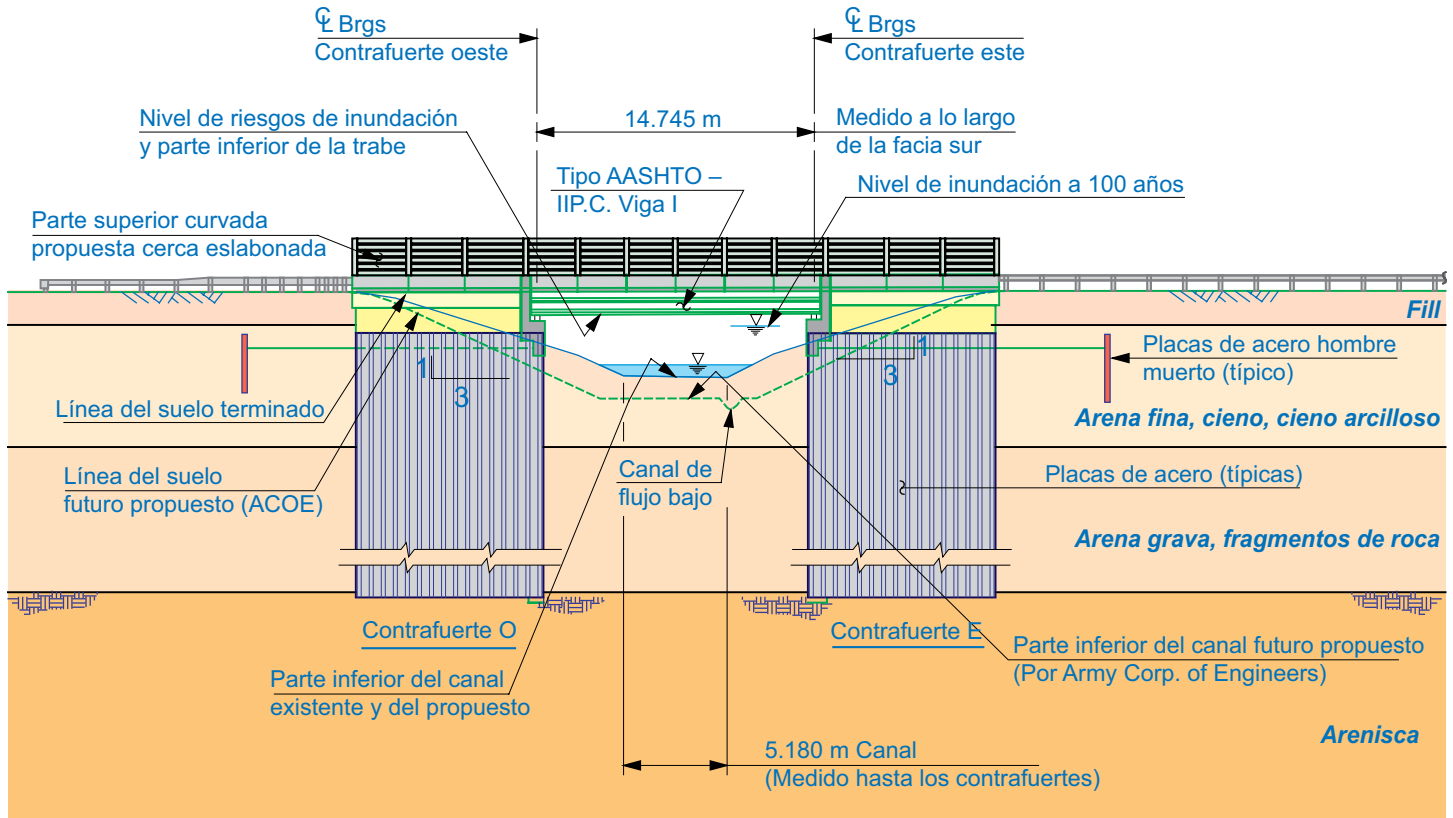 ℄ Brgs
Contrafuerte oeste
℄ Brgs
Contrafuerte este
Nivel de riesgos de inundación
y parte inferior de la trabe
14.745 m
Medido a lo largo
de la facia sur
Tipo AASHTO –
IIP.C. Viga I
Nivel de inundación a 100 años
Parte superior curvada
propuesta cerca eslabonada
Fill
1
3
1
3
Placas de acero hombre
muerto (típico)
Línea del suelo terminado
Arena fina, cieno, cieno arcilloso
Línea del suelo
futuro propuesto (ACOE)
Canal de
flujo bajo
Placas de acero (típicas)
Arena grava, fragmentos de roca
Contrafuerte O
Contrafuerte E
Parte inferior del canal futuro propuesto
(Por Army Corp. of Engineers)
Parte inferior del canal
existente y del propuesto
Arenisca
5.180 m Canal
(Medido hasta los contrafuertes)